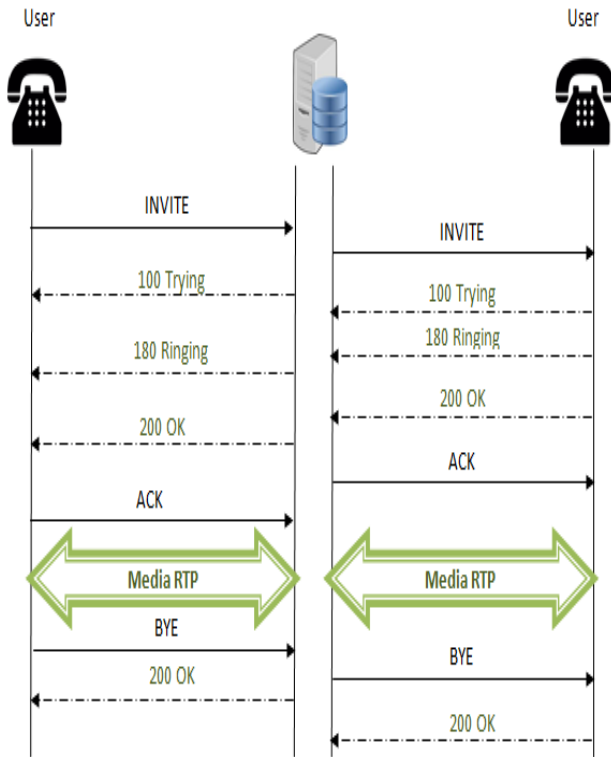 User
User
INVITE
INVITE
100 Trying
100 Trying
180 Ringing
180 Ringing
200 OK
200 OK
ACK
ACK
Media RTP
Media RTP
BYE
BYE
200 OK
200 OK